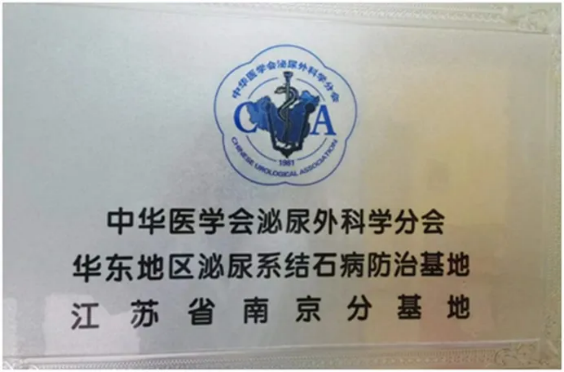 中华医学会泌尿外科学分会
CUA
1981
CHINESE UROLOGICAL ASSOCIATION
中华医学会泌尿外科学分会
华东地区泌尿系结石病防治基地
江苏省南京分基地